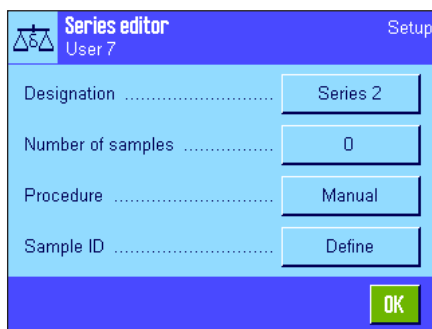 Series editor Setup
User 7
Designation ............................ Series 2
Number of samples ................. 0
Procedure .............................. Manual
Sample ID .............................. Define
OK